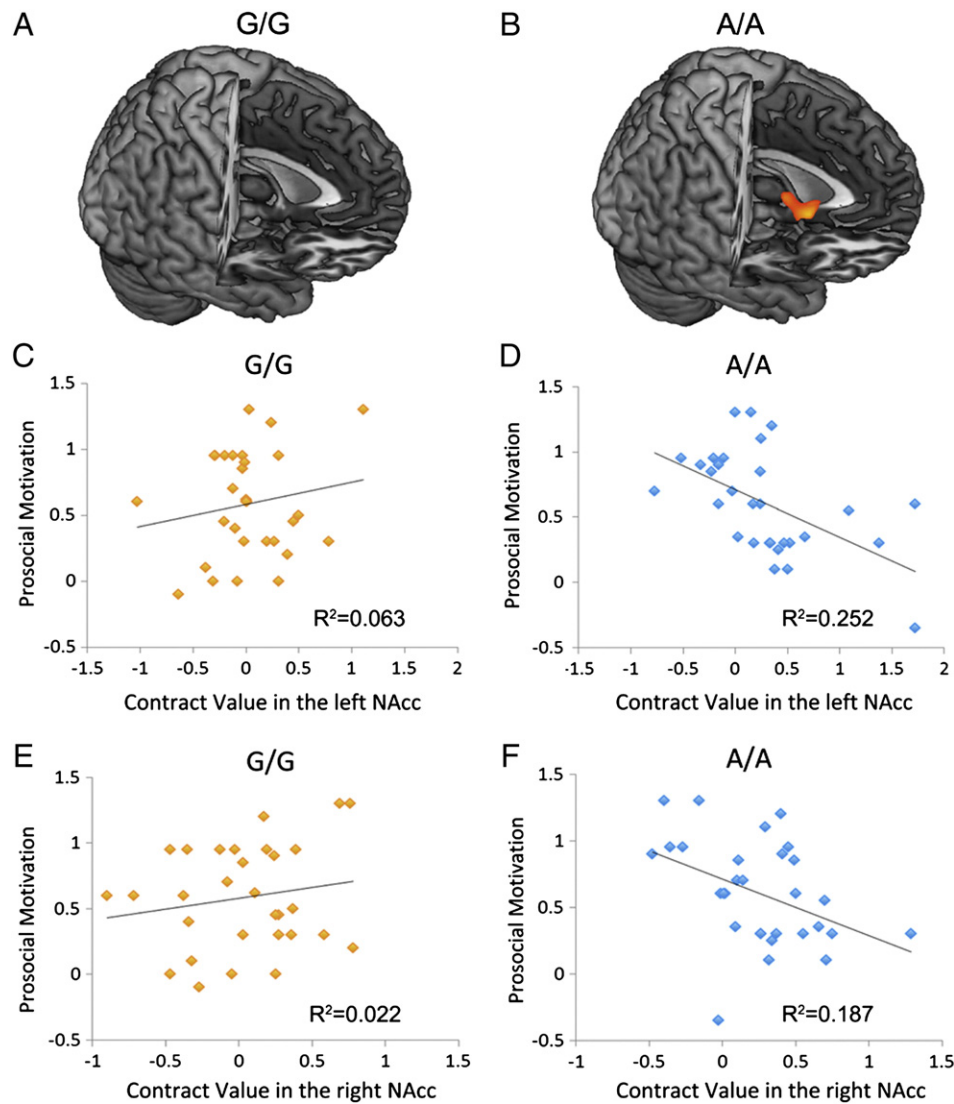 A
G/G
B
A/A
C
G/G
Prosocial Motivation
1.5
1
0.5
0
-0.5
-1.5
-1
-0.5
0
0.5
1
1.5
2
R²=0.063
Contract Value in the left NAcc
D
A/A
Prosocial Motivation
1.5
1
0.5
0
-0.5
-1.5
-1
-0.5
0
0.5
1
1.5
2
R²=0.252
Contract Value in the left NAcc
E
G/G
Prosocial Motivation
1.5
1
0.5
0
-0.5
-1
-0.5
0
0.5
1
1.5
R²=0.022
Contract Value in the right NAcc
F
A/A
Prosocial Motivation
1.5
1
0.5
0
-0.5
-1
-0.5
0
0.5
1
1.5
R²=0.187
Contract Value in the right NAcc